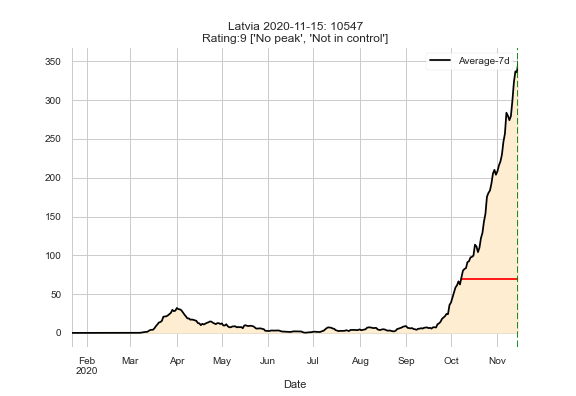 Latvia 2020-11-15: 10547
Rating:9 ['No peak', 'Not in control']
Average-7d
350
300
250
200
150
100
50
0
Feb Mar Apr May Jun Jul Aug Sep Oct Nov
2020
Date